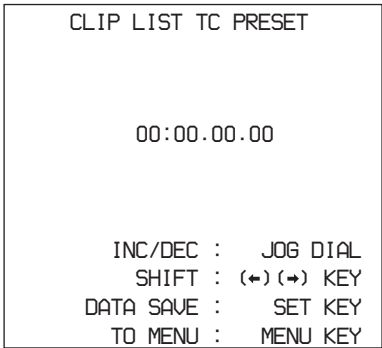 CLIP LIST TC PRESET
00:00.00.00
INC/DEC : JOG DIAL
SHIFT : (←)(→) KEY
DATA SAVE : SET KEY
TO MENU : MENU KEY